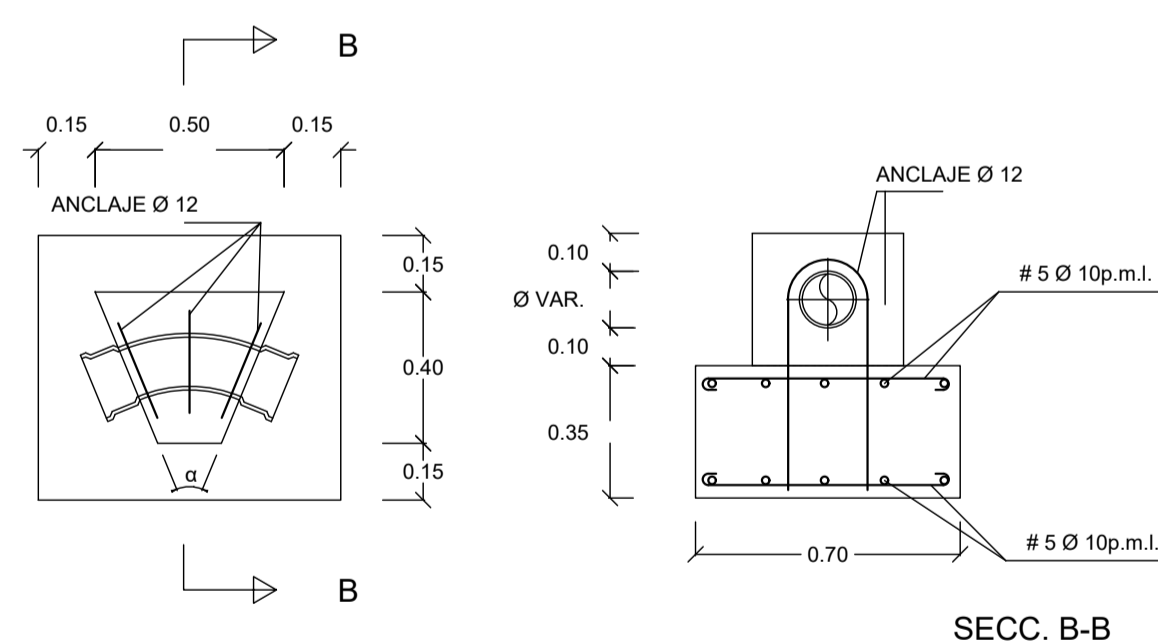 B
0.15 0.50 0.15
ANCLAJE Ø 12
0.15
0.40
0.15
α
B
ANCLAJE Ø 12
0.10
# 5 Ø 10p.m.l.
Ø VAR.
0.10
0.35
0.70
# 5 Ø 10p.m.l.
SECC. B-B